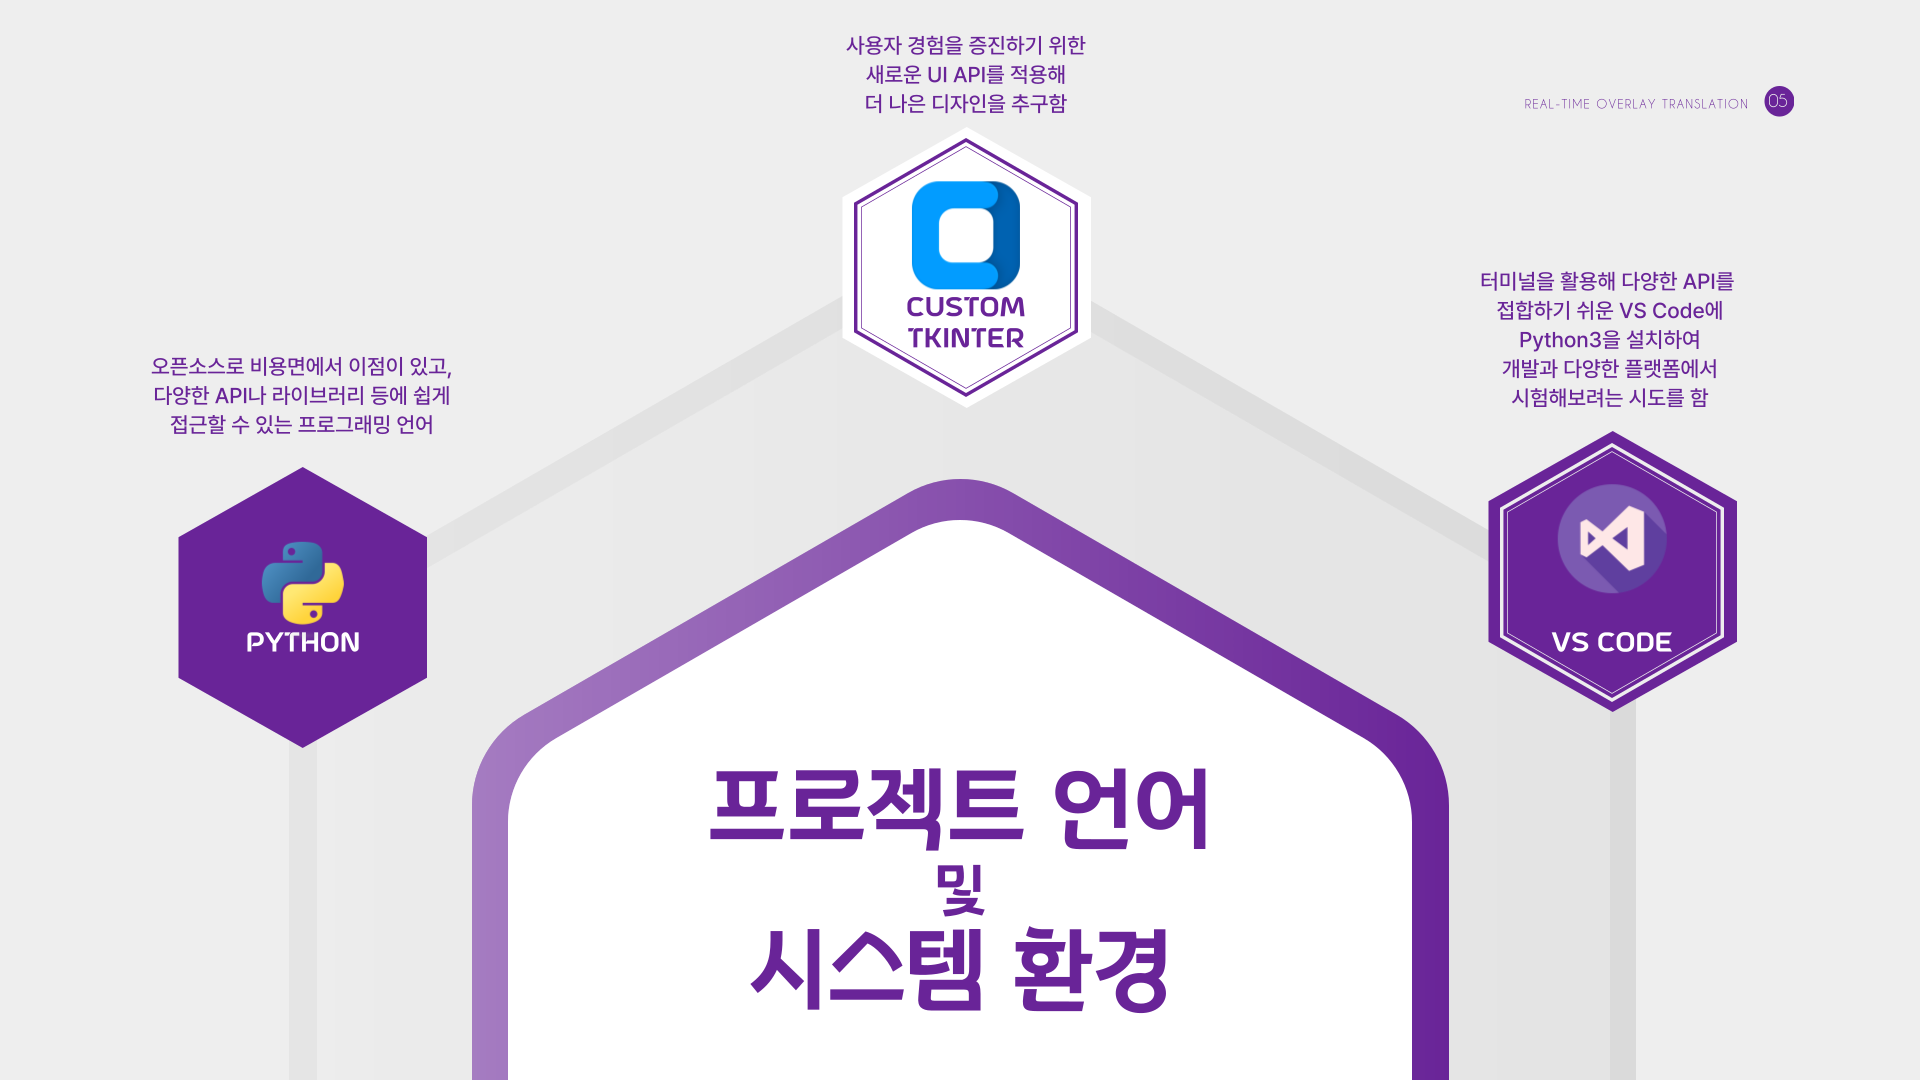 사용자 경험을 증진하기 위한
새로운 UI API를 적용해
더 나은 디자인을 추구함
REAL-TIME OVERLAY TRANSLATION 05
CUSTOM
TKINTER
터미널을 활용해 다양한 API를
접합하기 쉬운 VS Code에
Python3을 설치하여
개발과 다양한 플랫폼에서
시험해보려는 시도를 함
오픈소스로 비용면에서 이점이 있고,
다양한 API나 라이브러리 등에 쉽게
접근할 수 있는 프로그래밍 언어
PYTHON
VS CODE
프로젝트 언어
및
시스템 환경